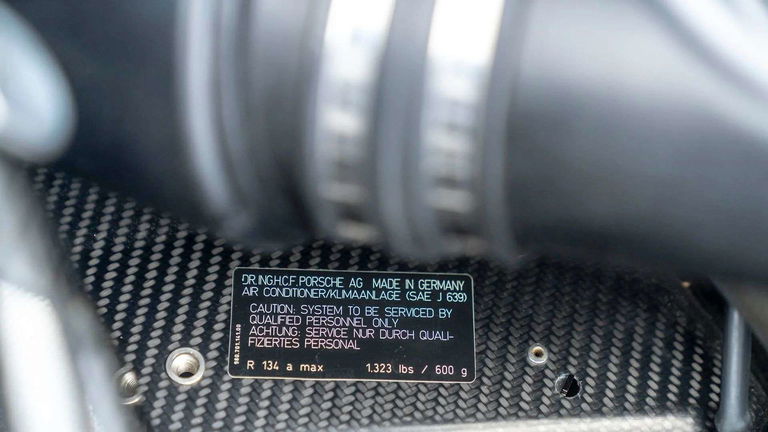 DR.ING.H.C.F.PORSCHE AG MADE IN GERMANY
AIR CONDITIONER/KLIMAANLAGE (SAE J 639)
CAUTION: SYSTEM TO BE SERVICED BY
QUALIFIED PERSONNEL ONLY
ACHTUNG: SERVICE NUR DURCH QUALI-
FIZIERTES PERSONAL
R 134 a max 1.323 lbs / 600 g